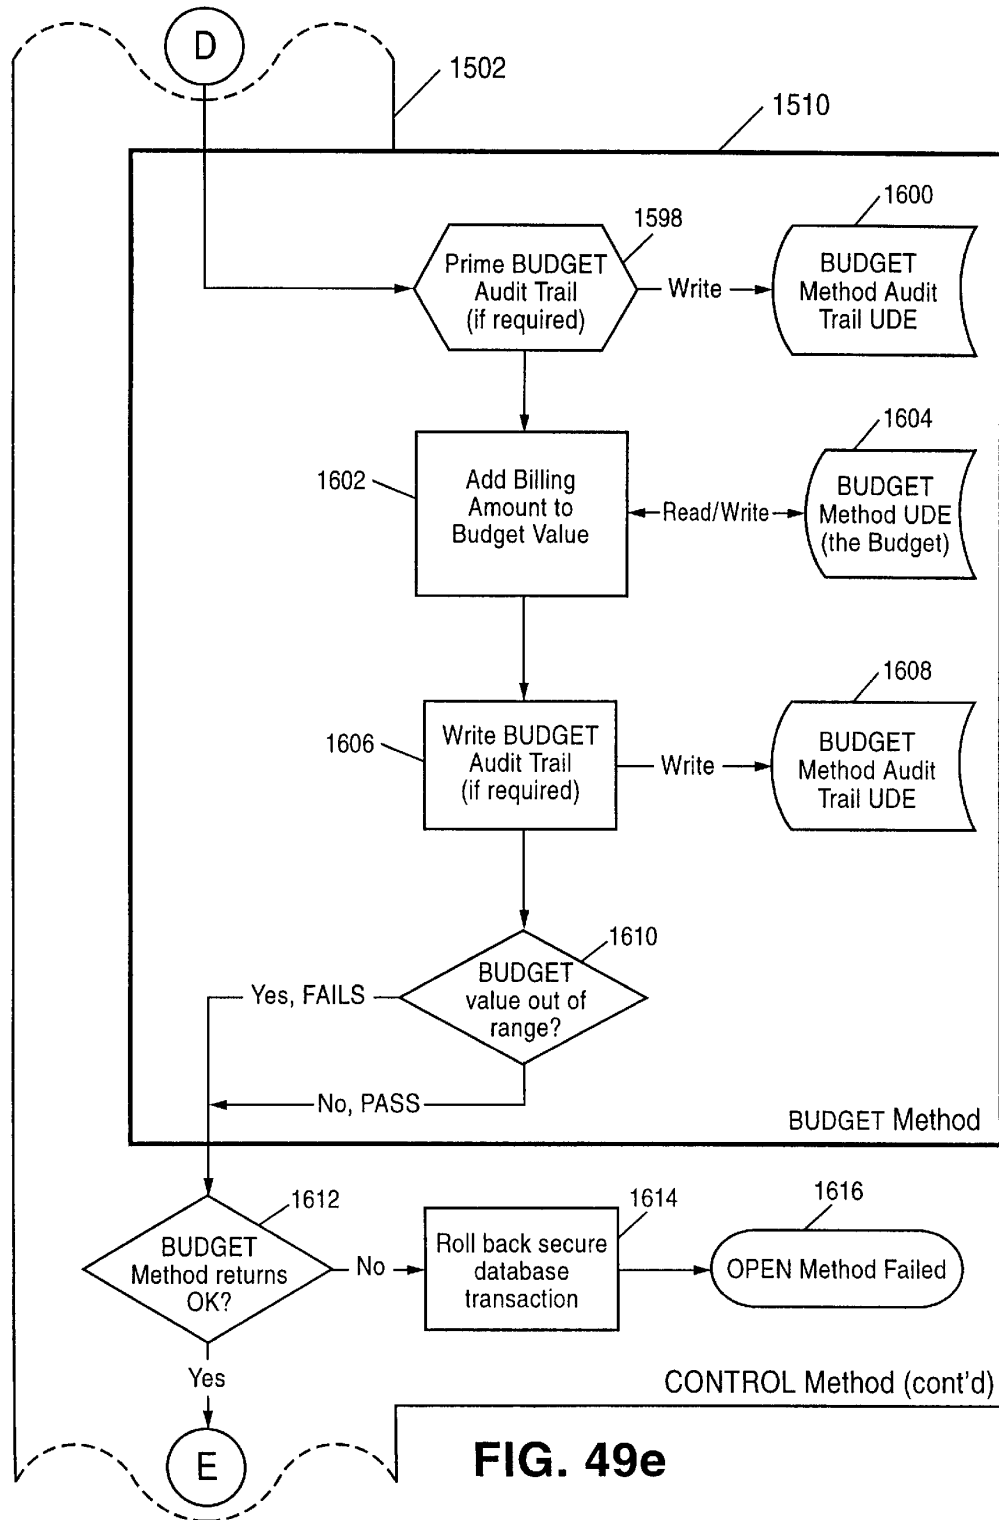 D
1502
1510
1598
1600
Prime BUDGET
Audit Trail
(if required)
Write
BUDGET
Method Audit
Trail UDE
1602
Add Billing
Amount to
Budget Value
Read/Write
1604
BUDGET
Method UDE
(the Budget)
1606
Write BUDGET
Audit Trail
(if required)
Write
1608
BUDGET
Method Audit
Trail UDE
1610
BUDGET
value out of
range?
Yes, FAILS
No, PASS
BUDGET Method
1612
BUDGET
Method returns
OK?
No
1614
Roll back secure
database
transaction
1616
OPEN Method Failed
Yes
CONTROL Method (cont'd)
E
FIG. 49e